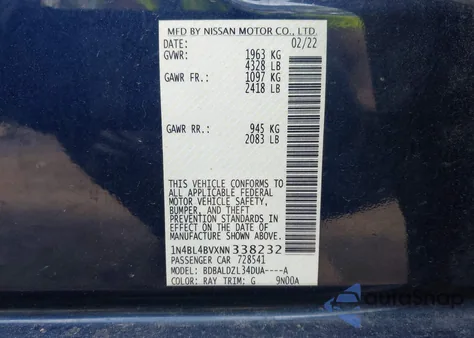 MFD BY NISSAN MOTOR CO., LTD.
DATE: 02/22
GVWR: 1963 KG
4328 LB
GAWR FR.: 1097 KG
2418 LB
GAWR RR.: 945 KG
2083 LB
THIS VEHICLE CONFORMS TO
ALL APPLICABLE FEDERAL
MOTOR VEHICLE SAFETY,
BUMPER, AND THEFT
PREVENTION STANDARDS IN
EFFECT ON THE DATE OF
MANUFACTURE SHOWN ABOVE.
1N4BL4BVXNN338232
PASSENGER CAR 728541
MODEL: BDBALDZL34DUA----A
COLOR: RAY TRIM: G 9N00A
AutoSnap